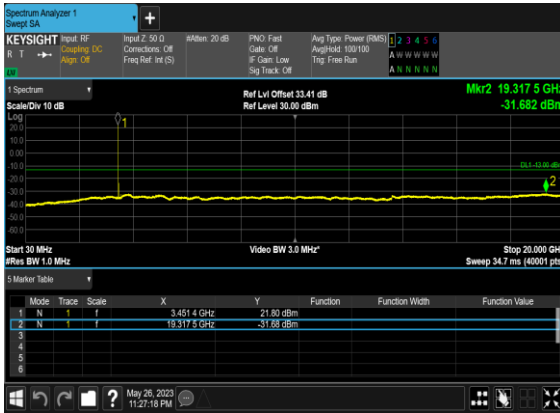 Spectrum Analyzer 1
Swept SA
+
KEYSIGHT Input: RF Input Z: 50 Ω #Atten: 20 dB PNO: Fast Avg Type: Power (RMS) 1 2 3 4 5 6
R T Coupling: DC Corrections: Off Gate: Off Avg|Hold: 100/100 A W W W W W
Align: Off Freq Ref: Int (S) IF Gain: Low Trig: Free Run
Sig Track: Off A N N N N N
1 Spectrum Ref Lvl Offset 33.41 dB Mkr2 19.317 5 GHz
Scale/Div 10 dB Ref Level 30.00 dBm -31.682 dBm
Log
1
20.0
10.0
0.00
-10.0
DL1 -13.00 dBm
-20.0
2
-30.0
-40.0
-50.0
-60.0
Start 30 MHz Video BW 3.0 MHz* Stop 20.000 GH
#Res BW 1.0 MHz Sweep 34.7 ms (40001 pts
5 Marker Table
Mode Trace Scale X Y Function Function Width Function Value
1 N 1 f 3.451 4 GHz 21.80 dBm
2 N 1 f 19.317 5 GHz -31.68 dBm
3
4
5
6
? May 26, 2023
11:27:18 PM